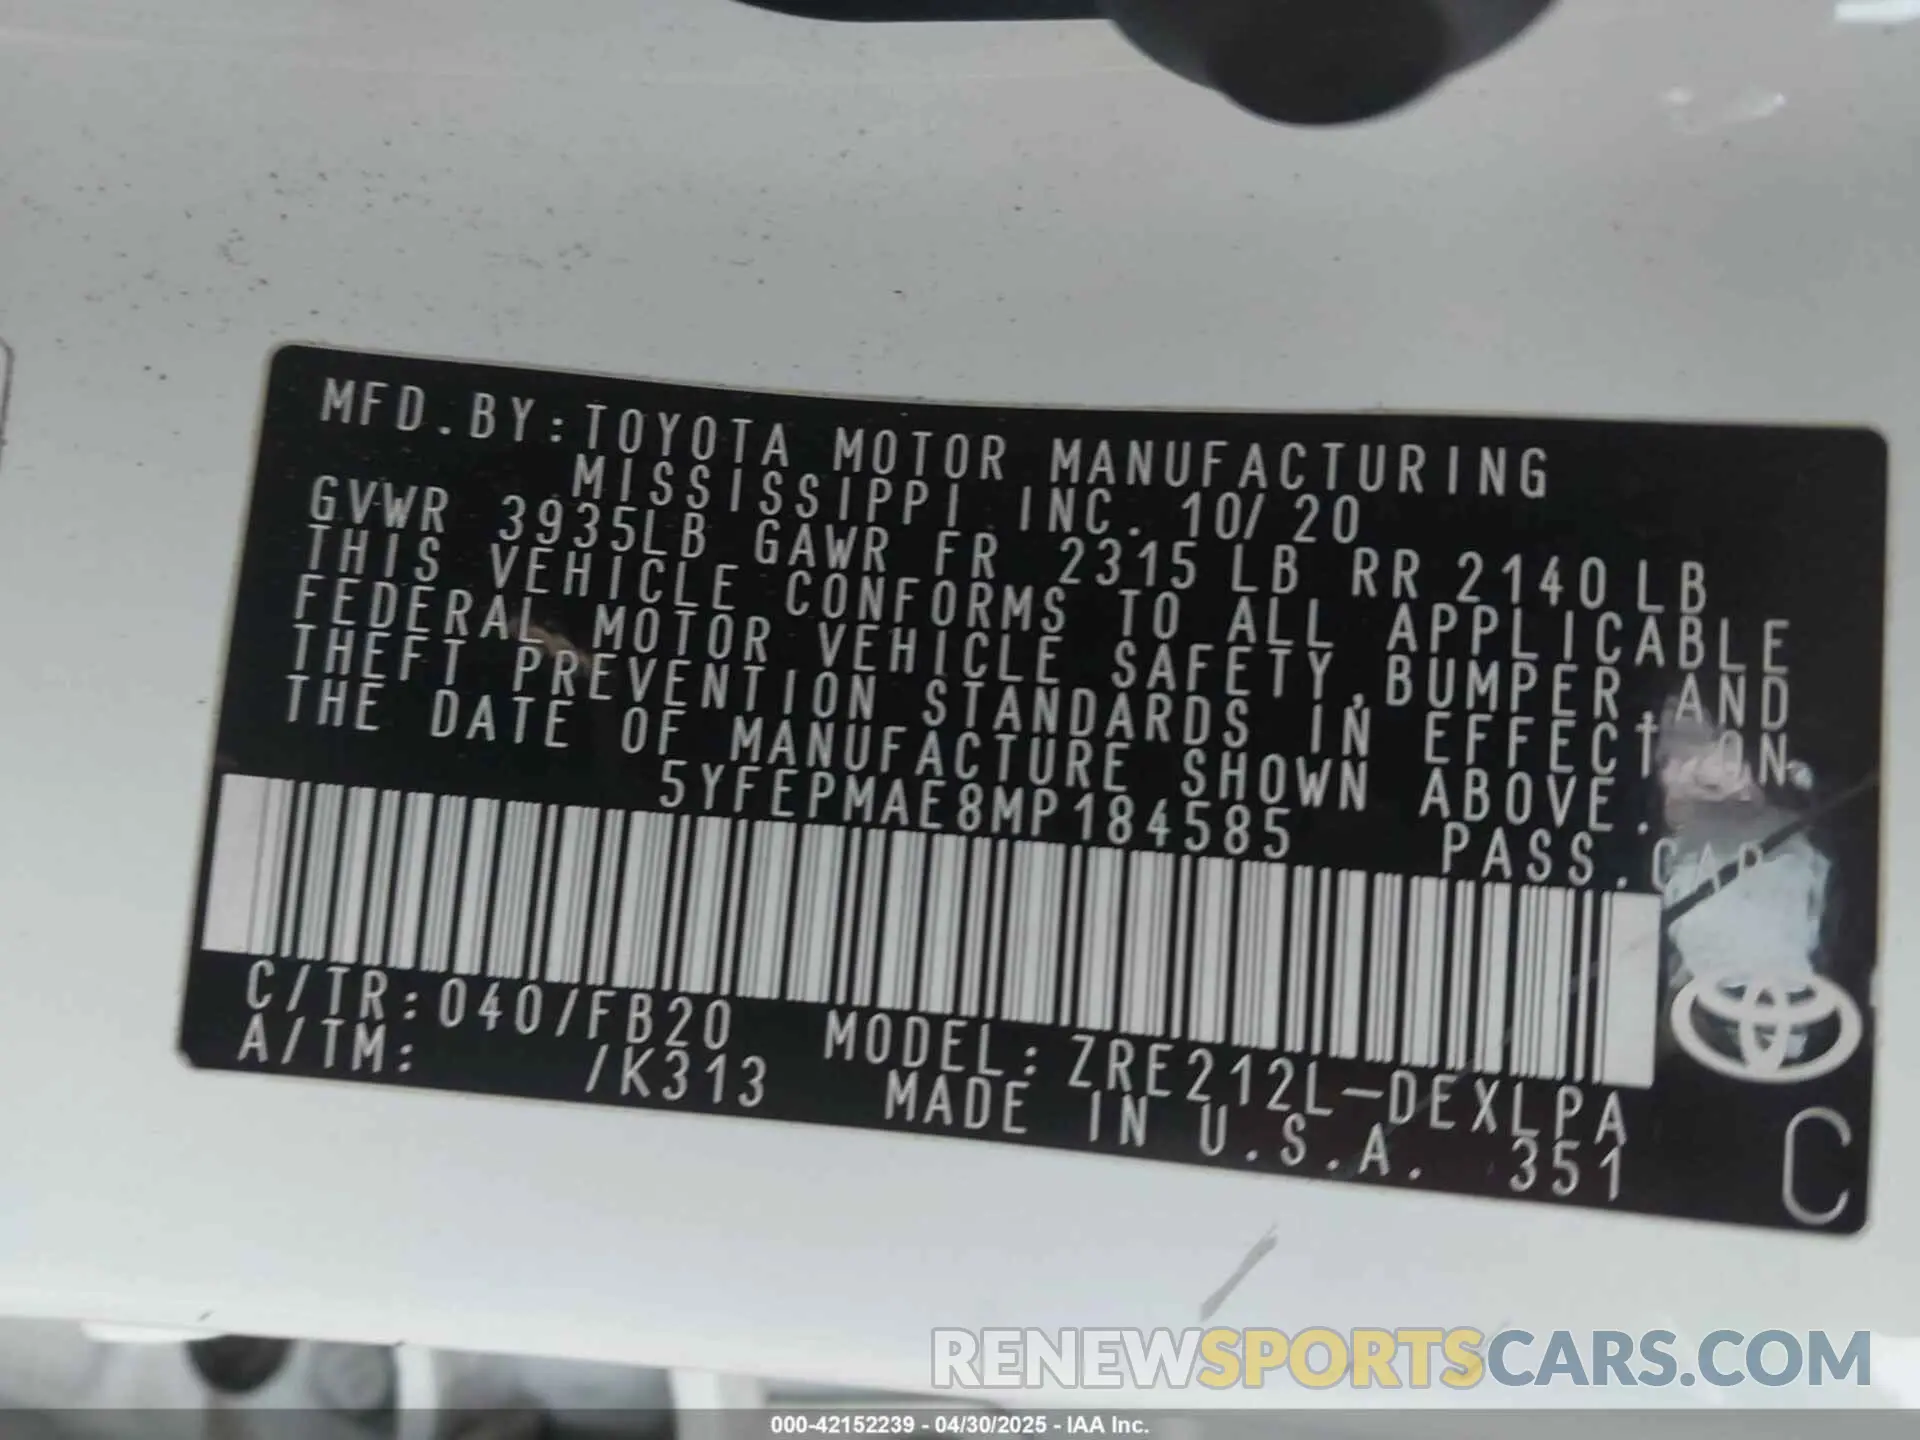 MFD.BY:TOYOTA MOTOR MANUFACTURING
MISSISSIPPI INC. 10/20
GVWR 3935LB GAWR FR 2315LB RR 2140LB
THIS VEHICLE CONFORMS TO ALL APPLICABLE
FEDERAL MOTOR VEHICLE SAFETY,BUMPER,AND
THEFT PREVENTION STANDARDS IN EFFECT ON
THE DATE OF MANUFACTURE SHOWN ABOVE.
5YFEPMAE8MP184585 PASS.CAR
C/TR:040/FB20 MODEL:ZRE212L-DEXLPA
A/TM: /K313 MADE IN U.S.A. 351
C
RENEWSPORTSCARS.COM
000-42152239 - 04/30/2025 - IAA Inc.